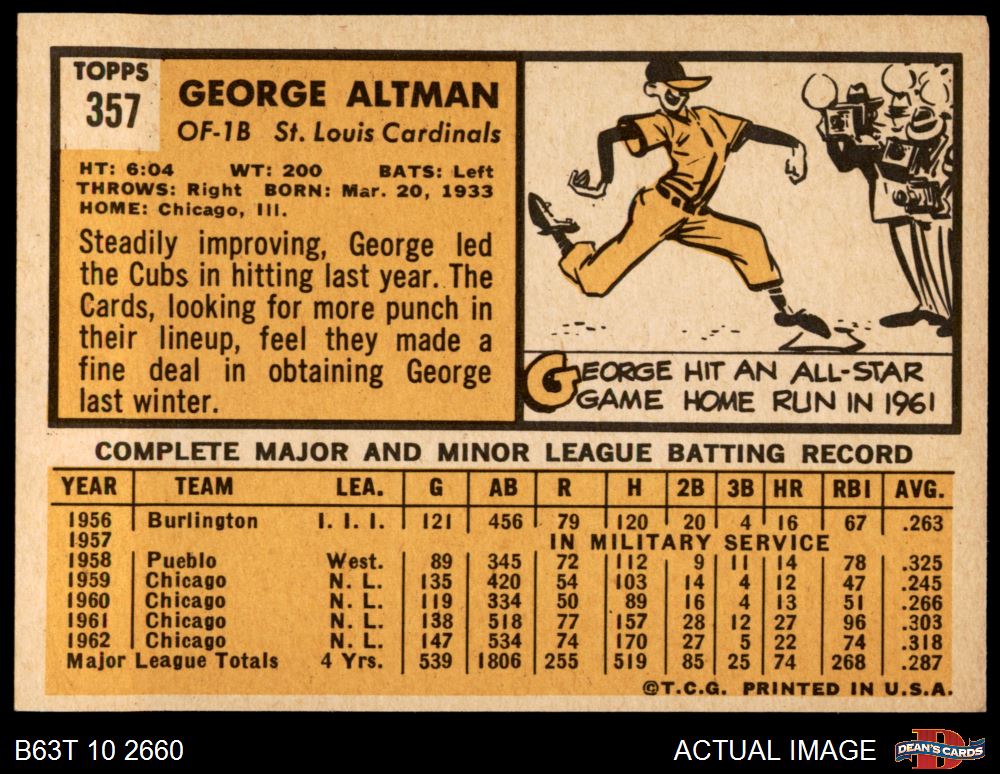 TOPPS
357
GEORGE ALTMAN
OF-1B St. Louis Cardinals
HT: 6:04 WT: 200 BATS: Left
THROWS: Right BORN: Mar. 20, 1933
HOME: Chicago, Ill.
Steadily improving, George led
the Cubs in hitting last year. The
Cards, looking for more punch in
their lineup, feel they made a
fine deal in obtaining George
last winter.
GEORGE HIT AN ALL-STAR
GAME HOME RUN IN 1961
COMPLETE MAJOR AND MINOR LEAGUE BATTING RECORD
YEAR TEAM LEA. G AB R H 2B 3B HR RBI AVG.
1956 Burlington I. I. I. 121 456 79 120 20 4 16 67 .263
1957 IN MILITARY SERVICE
1958 Pueblo West. 89 345 72 112 9 11 14 78 .325
1959 Chicago N. L. 135 420 54 103 14 4 12 47 .245
1960 Chicago N. L. 119 334 50 89 16 4 13 51 .266
1961 Chicago N. L. 138 518 77 157 28 12 27 96 .303
1962 Chicago N. L. 147 534 74 170 27 5 22 74 .318
Major League Totals 4 Yrs. 539 1806 255 519 85 25 74 268 .287
©T.C.G. PRINTED IN U.S.A.
B63T 10 2660
ACTUAL IMAGE
D
DEAN'S CARDS